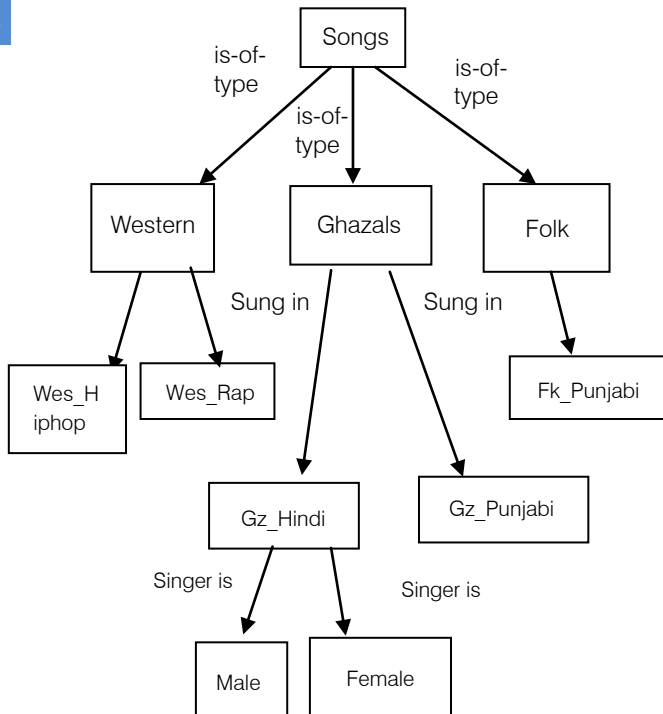 Songs
is-of-
type
is-of-
type
is-of-
type
Western
Ghazals
Folk
Sung in
Sung in
Wes_H
iphop
Wes_Rap
Fk_Punjabi
Gz_Hindi
Gz_Punjabi
Singer is
Singer is
Male
Female